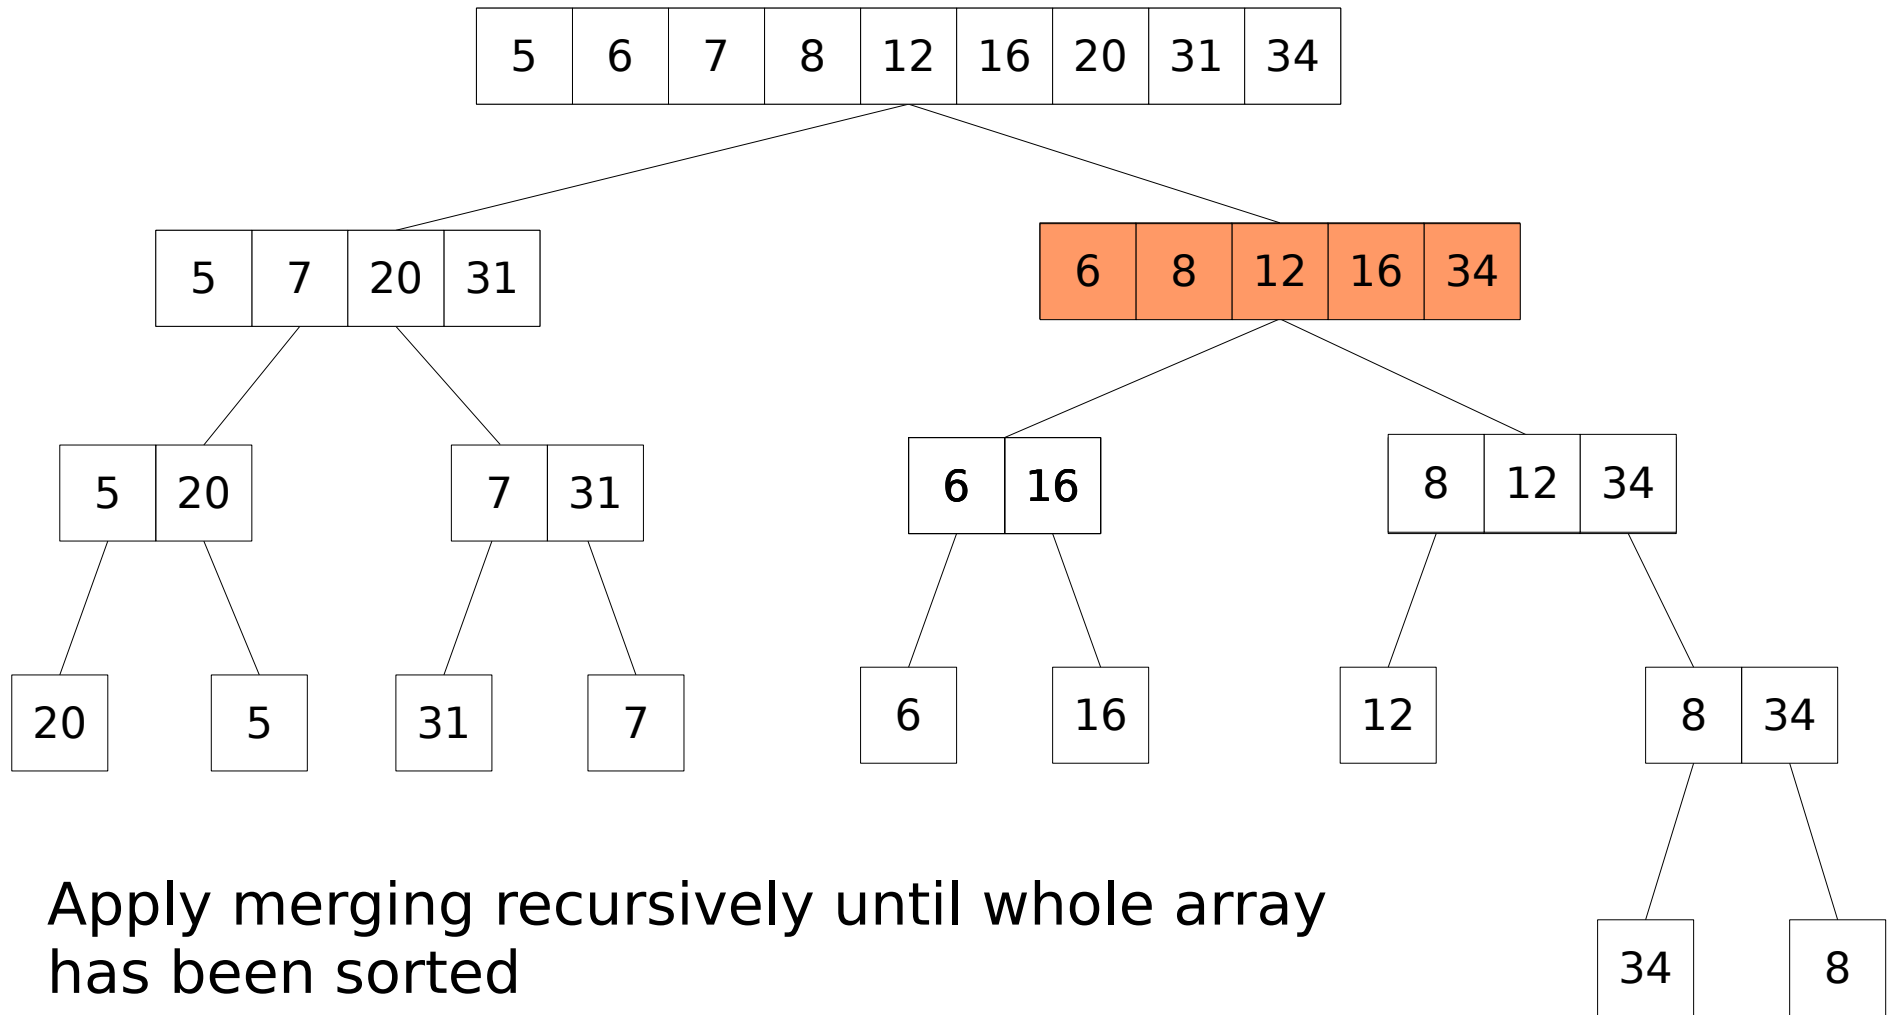 5 6 7 8 12 16 20 31 34
5 7 20 31
6 8 12 16 34
5 20
7 31
6 16
8 12 34
20
5
31
7
6
16
12
8 34
34
8
Apply merging recursively until whole array
has been sorted